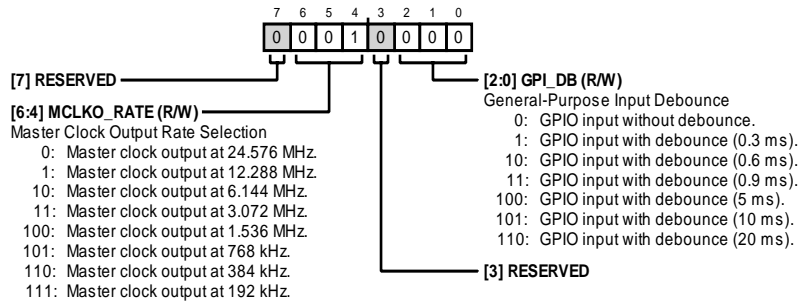 7 6 5 4 3 2 1 0
0 0 0 1 0 0 0 0
[7] RESERVED
[6:4] MCLKO_RATE (R/W)
Master Clock Output Rate Selection
0: Master clock output at 24.576 MHz.
1: Master clock output at 12.288 MHz.
10: Master clock output at 6.144 MHz.
11: Master clock output at 3.072 MHz.
100: Master clock output at 1.536 MHz.
101: Master clock output at 768 kHz.
110: Master clock output at 384 kHz.
111: Master clock output at 192 kHz.
[2:0] GPI_DB (R/W)
General-Purpose Input Debounce
0: GPIO input without debounce.
1: GPIO input with debounce (0.3 ms).
10: GPIO input with debounce (0.6 ms).
11: GPIO input with debounce (0.9 ms).
100: GPIO input with debounce (5 ms).
101: GPIO input with debounce (10 ms).
110: GPIO input with debounce (20 ms).
[3] RESERVED